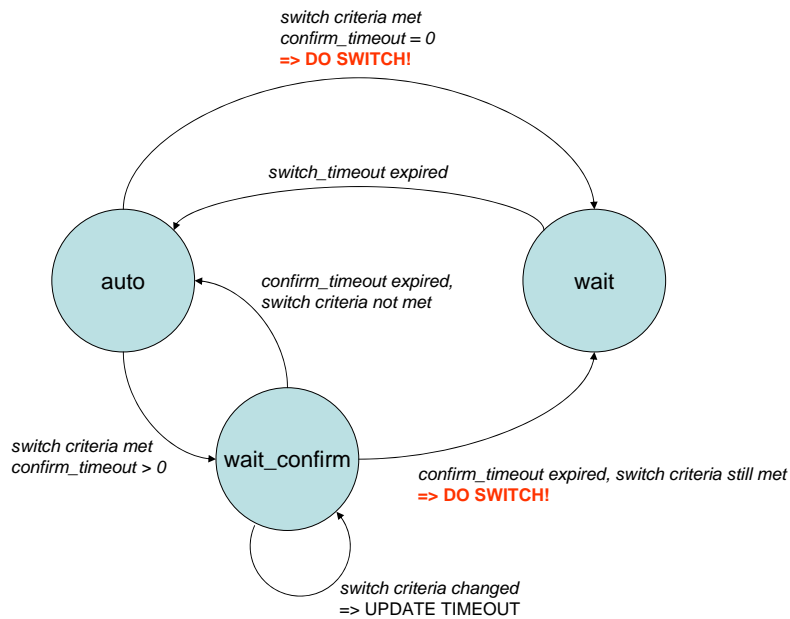 switch criteria met
confirm_timeout = 0
=> DO SWITCH!
switch_timeout expired
auto
confirm_timeout expired,
switch criteria not met
wait
switch criteria met
confirm_timeout > 0
wait_confirm
confirm_timeout expired, switch criteria still met
=> DO SWITCH!
switch criteria changed
=> UPDATE TIMEOUT